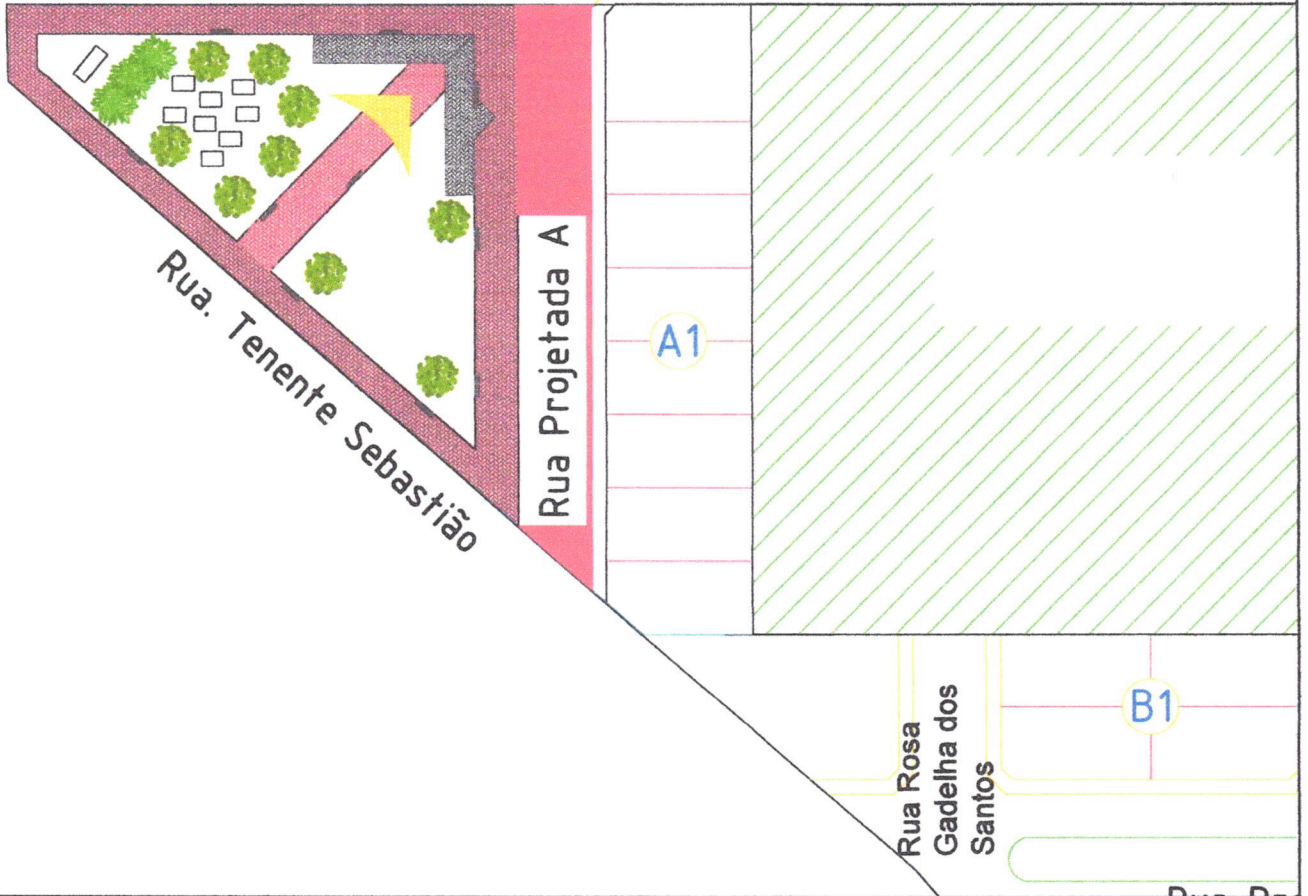 Rua. Tenente Sebastião
Rua Projetada A
A1
Rua Rosa
Gadelha dos
Santos
B1